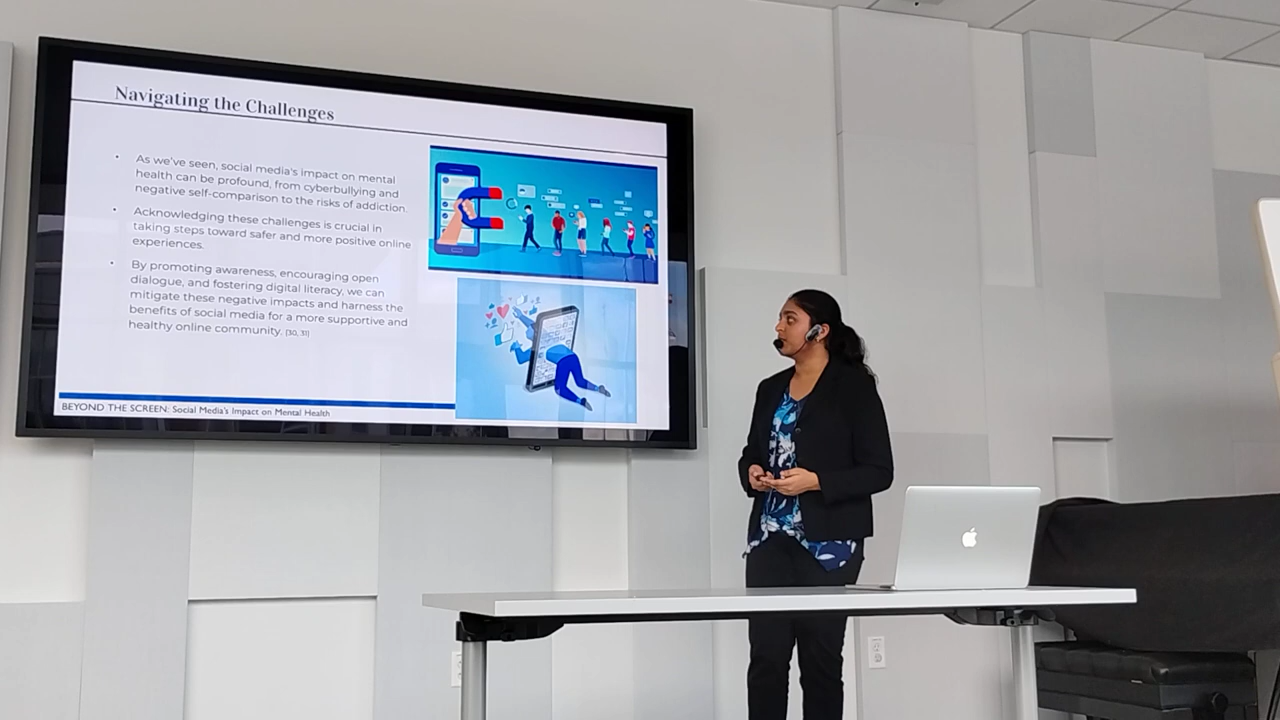 Navigating the Challenges
As we've seen, social media's impact on mental
health can be profound, from cyberbullying and
negative self-comparison to the risks of addiction.
Acknowledging these challenges is crucial in
taking steps toward safer and more positive online
experiences.
By promoting awareness, encouraging open
dialogue, and fostering digital literacy, we can
mitigate these negative impacts and harness the
benefits of social media for a more supportive and
healthy online community. [30, 31]
BEYOND THE SCREEN: Social Media's Impact on Mental Health